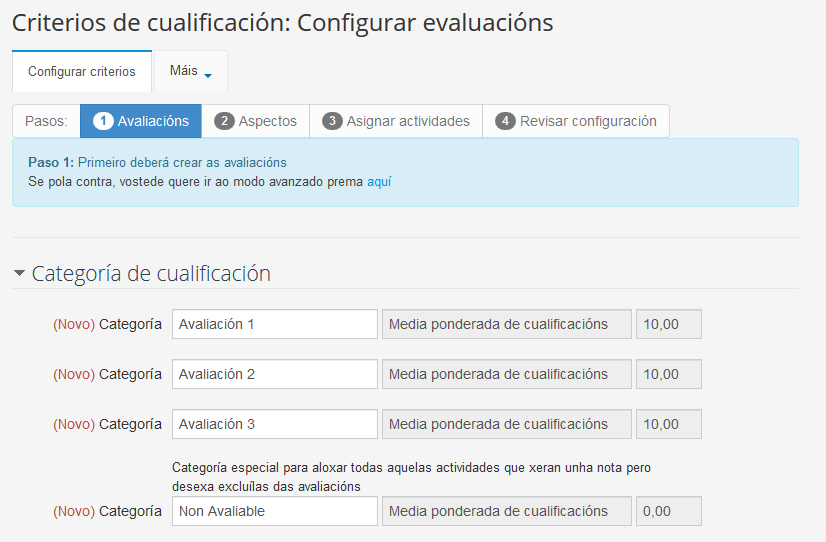 Criterios de cualificación: Configurar evaluacións
Configurar criterios
Máis
Pasos: 1 Avaliacións 2 Aspectos 3 Asignar actividades 4 Revisar configuración
Paso 1: Primeiro deberá crear as avaliacións
Se pola contra, vostede quere ir ao modo avanzado prema aquí
Categoría de cualificación
(Novo) Categoría Avaliación 1 Media ponderada de cualificacións 10,00
(Novo) Categoría Avaliación 2 Media ponderada de cualificacións 10,00
(Novo) Categoría Avaliación 3 Media ponderada de cualificacións 10,00
Categoría especial para aloxar todas aquelas actividades que xeran unha nota pero
desexa excluílas das avaliacións
(Novo) Categoría Non Avaliable Media ponderada de cualificacións 0,00